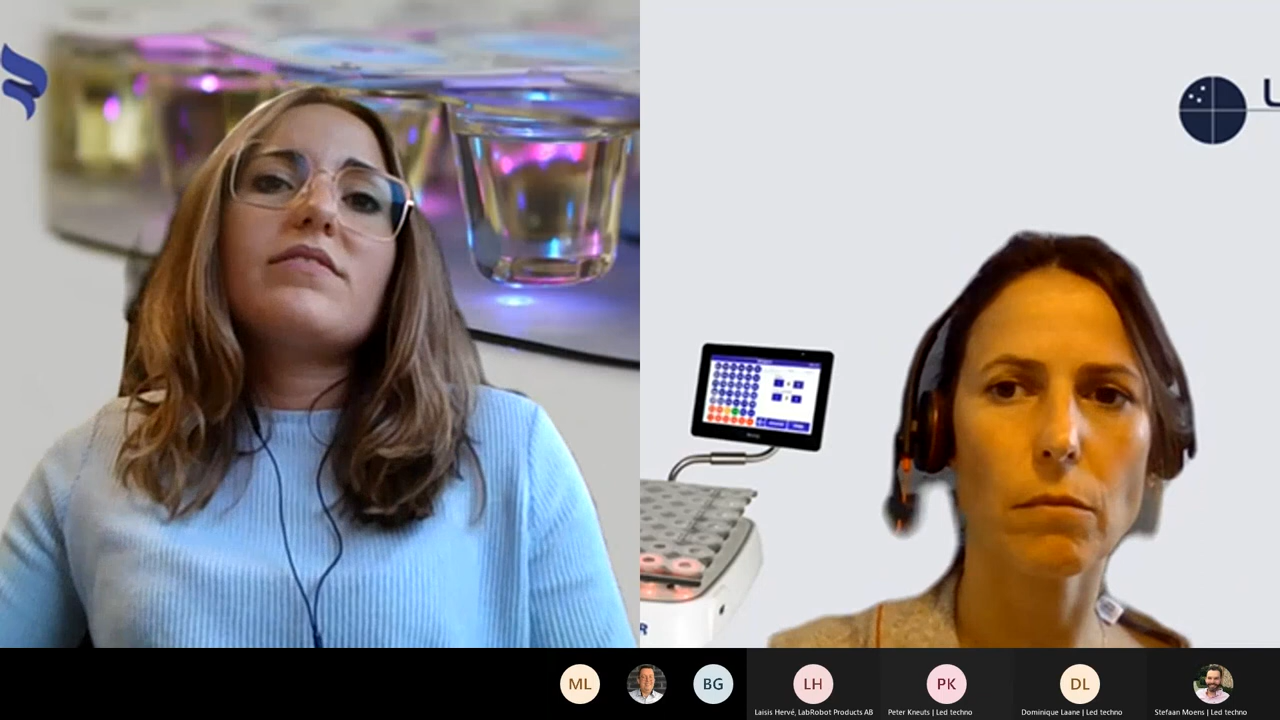 L
R
ML
BG
LH
PK
DL
Laisis Hervé, LabRobot Products AB
Peter Kneuts | Led techno
Dominique Laane | Led techno
Stefaan Moens | Led techno